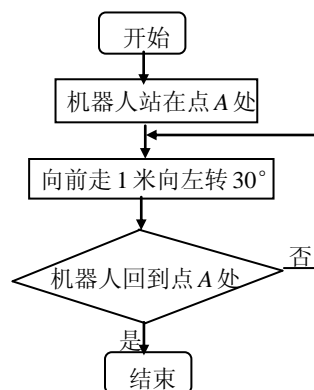 开始
机器人站在点A处
向前走1米向左转30°
机器人回到点A处
否
是
结束